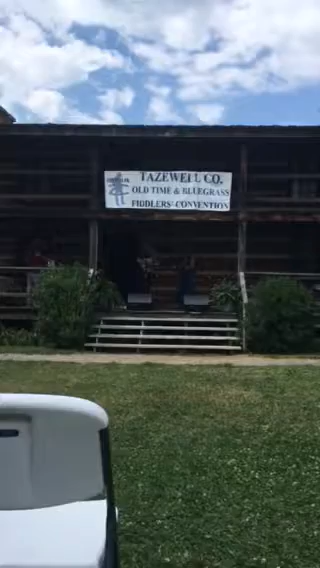 TAZEWELL CO.
OLD TIME & BLUEGRASS
FIDDLERS' CONVENTION